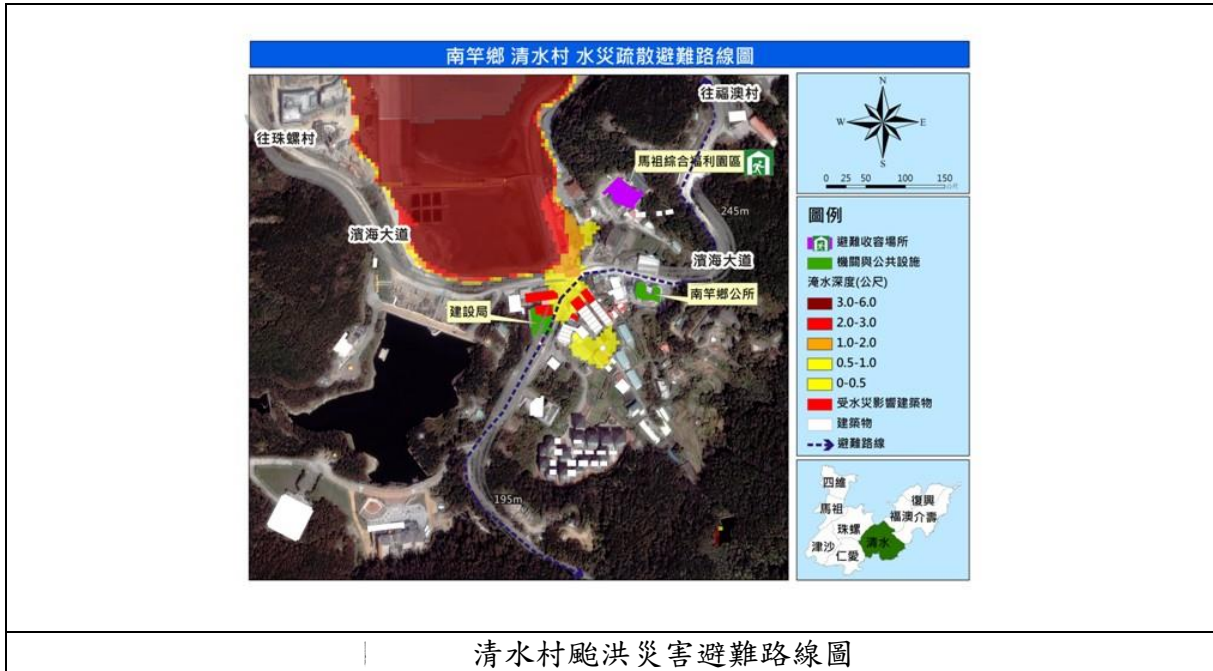 南竿鄉 清水村 水災疏散避難路線圖
往福澳村
往珠螺村
馬祖綜合福利園區
245m
濱海大道
濱海大道
南竿鄉公所
建設局
195m
N
W
E
S
0 25 50 100 150
公尺
圖例
避難收容場所
機關與公共設施
淹水深度(公尺)
3.0-6.0
2.0-3.0
1.0-2.0
0.5-1.0
0-0.5
受水災影響建築物
建築物
避難路線
四維
馬祖
復興
福澳
介壽
珠螺
清水
津沙
仁愛
清水村颱洪災害避難路線圖